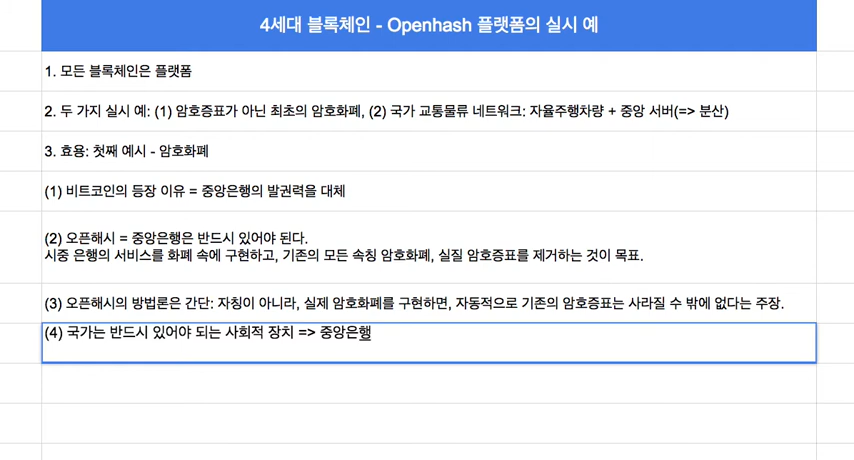 4세대 블록체인 - Openhash 플랫폼의 실시 예
1. 모든 블록체인은 플랫폼
2. 두 가지 실시 예: (1) 암호증표가 아닌 최초의 암호화폐, (2) 국가 교통물류 네트워크: 자율주행차량 + 중앙 서버(=> 분산)
3. 효용: 첫째 예시 - 암호화폐
(1) 비트코인의 등장 이유 = 중앙은행의 발권력을 대체
(2) 오픈해시 = 중앙은행은 반드시 있어야 된다.
시중 은행의 서비스를 화폐 속에 구현하고, 기존의 모든 속칭 암호화폐, 실질 암호증표를 제거하는 것이 목표.
(3) 오픈해시의 방법론은 간단: 자칭이 아니라, 실제 암호화폐를 구현하면, 자동적으로 기존의 암호증표는 사라질 수 밖에 없다는 주장.
(4) 국가는 반드시 있어야 되는 사회적 장치 => 중앙은행